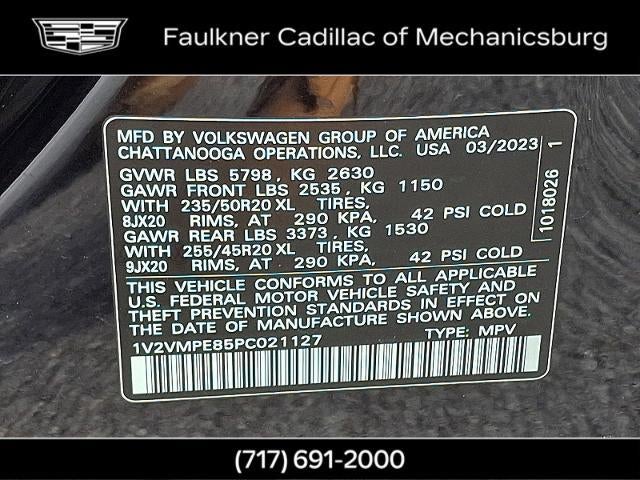 Faulkner Cadillac of Mechanicsburg
MFD BY VOLKSWAGEN GROUP OF AMERICA
CHATTANOOGA OPERATIONS, LLC. USA 03/2023
GVWR LBS 5798, KG 2630
GAWR FRONT LBS 2535, KG 1150
WITH 235/50R20 XL TIRES,
8JX20 RIMS, AT 290 KPA, 42 PSI COLD
GAWR REAR LBS 3373, KG 1530
WITH 255/45R20 XL TIRES,
9JX20 RIMS, AT 290 KPA, 42 PSI COLD
THIS VEHICLE CONFORMS TO ALL APPLICABLE
U.S. FEDERAL MOTOR VEHICLE SAFETY AND
THEFT PREVENTION STANDARDS IN EFFECT ON
THE DATE OF MANUFACTURE SHOWN ABOVE.
1V2VMPE85PC021127 TYPE: MPV
1018026 1
(717) 691-2000